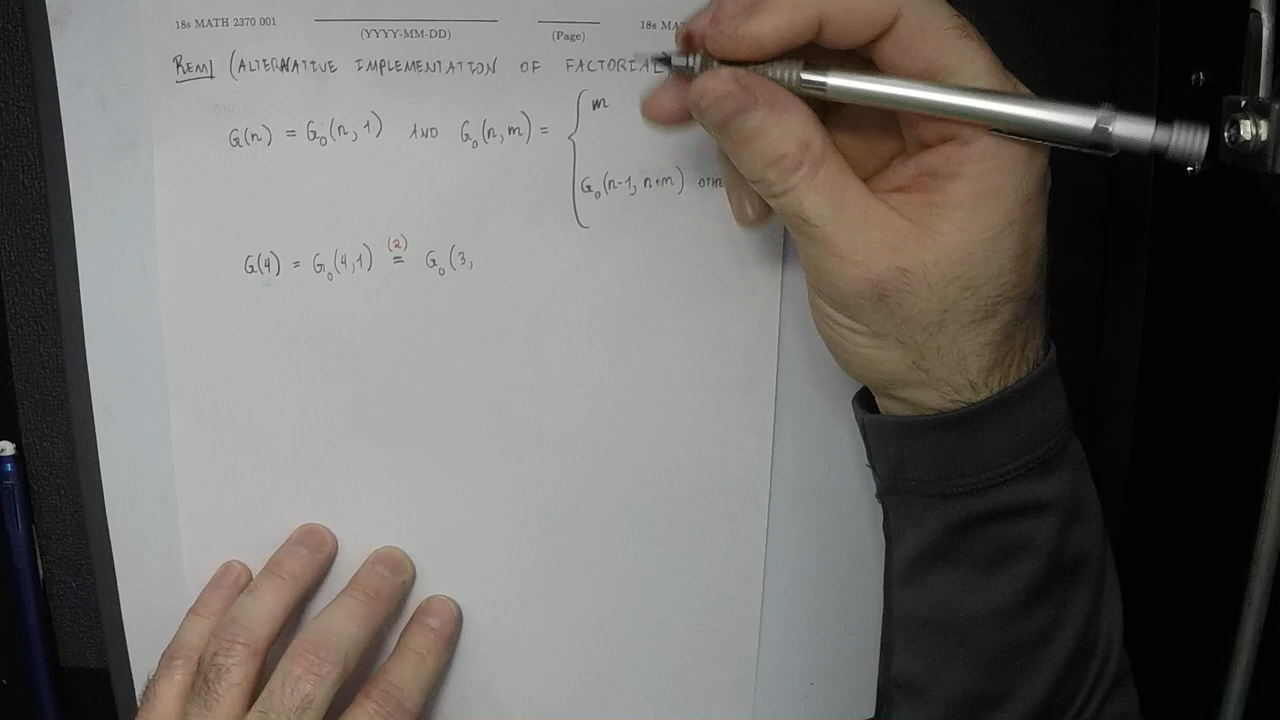 18s MATH 2370 001 18s MA
(YYYY-MM-DD) (Page)
REM (ALTERNATIVE IMPLEMENTATION OF FACTORIAL
G(n) = G₀(n, 1) AND G₀(n, m) = { m
G₀(n-1, n·m) OTHE
G(4) = G₀(4,1) (2) = G₀(3,